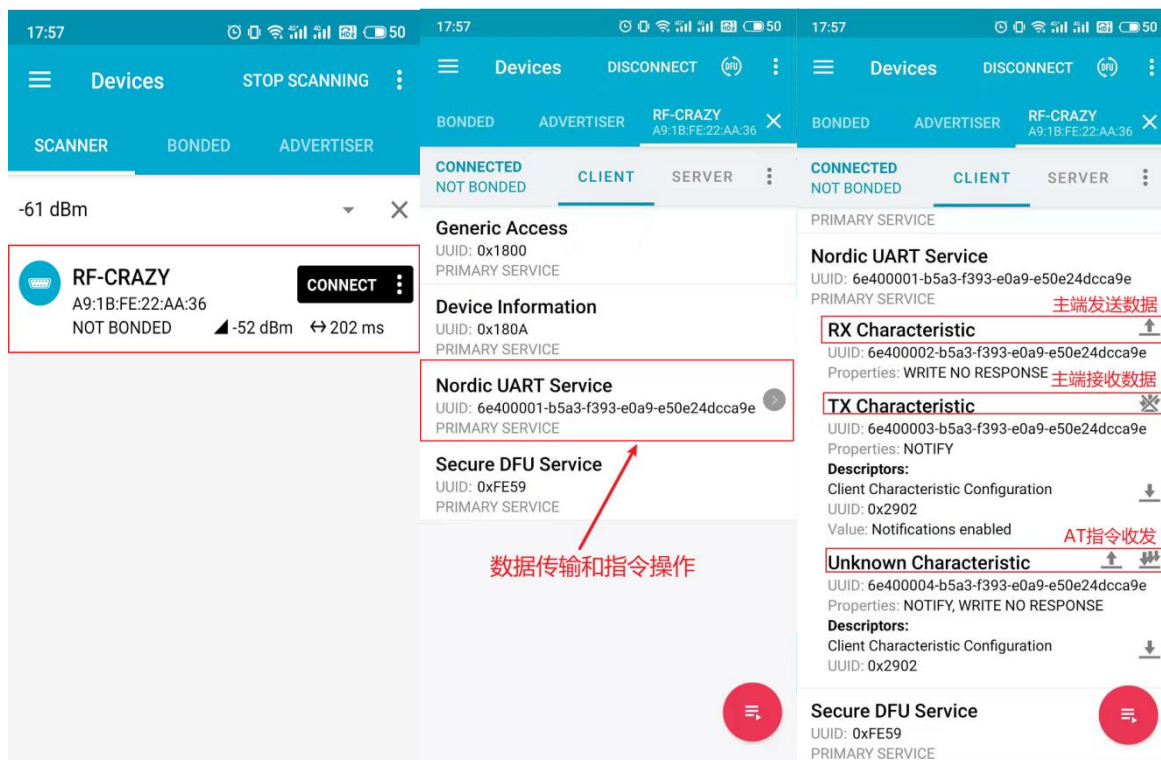 17:57
50
Devices
STOP SCANNING
SCANNER
BONDED
ADVERTISER
-61 dBm
RF-CRAZY
CONNECT
A9:1B:FE:22:AA:36
NOT BONDED
-52 dBm
202 ms
17:57
50
Devices
DISCONNECT
DFU
BONDED
ADVERTISER
RF-CRAZY
A9:1B:FE:22:AA:36
CONNECTED
NOT BONDED
CLIENT
SERVER
Generic Access
UUID: 0x1800
PRIMARY SERVICE
Device Information
UUID: 0x180A
PRIMARY SERVICE
Nordic UART Service
UUID: 6e400001-b5a3-f393-e0a9-e50e24dcca9e
PRIMARY SERVICE
Secure DFU Service
UUID: 0xFE59
PRIMARY SERVICE
数据传输和指令操作
17:57
50
Devices
DISCONNECT
DFU
BONDED
ADVERTISER
RF-CRAZY
A9:1B:FE:22:AA:36
CONNECTED
NOT BONDED
CLIENT
SERVER
PRIMARY SERVICE
Nordic UART Service
UUID: 6e400001-b5a3-f393-e0a9-e50e24dcca9e
PRIMARY SERVICE
主端发送数据
RX Characteristic
UUID: 6e400002-b5a3-f393-e0a9-e50e24dcca9e
Properties: WRITE NO RESPONSE
主端接收数据
TX Characteristic
UUID: 6e400003-b5a3-f393-e0a9-e50e24dcca9e
Properties: NOTIFY
Descriptors:
Client Characteristic Configuration
UUID: 0x2902
Value: Notifications enabled
AT指令收发
Unknown Characteristic
UUID: 6e400004-b5a3-f393-e0a9-e50e24dcca9e
Properties: NOTIFY, WRITE NO RESPONSE
Descriptors:
Client Characteristic Configuration
UUID: 0x2902
Secure DFU Service
UUID: 0xFE59
PRIMARY SERVICE